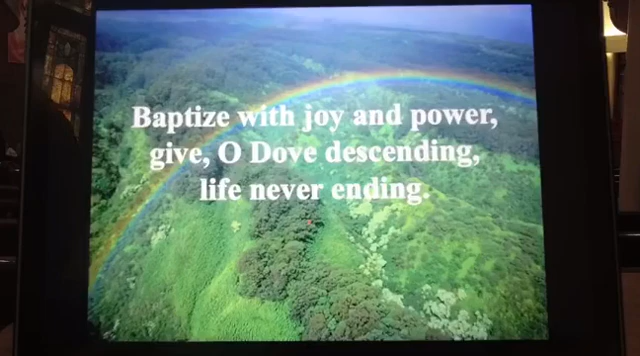 Baptize with joy and power,
give, O Dove descending,
life never ending.